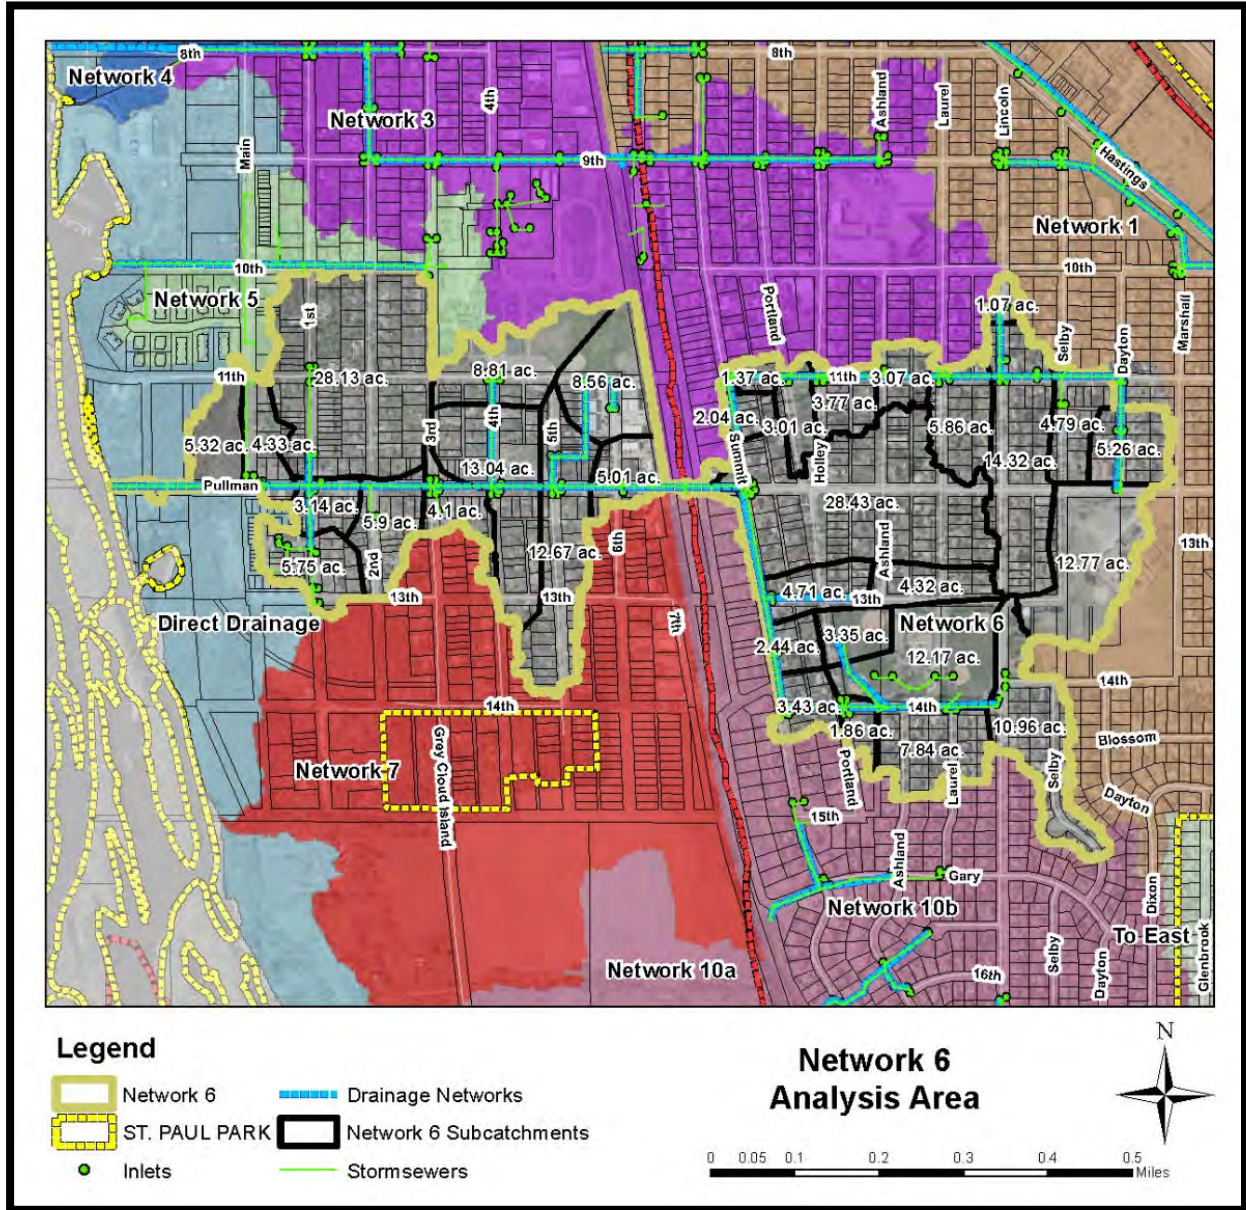 8th
8th
Network 4
4th
Ashland
Laurel
Lincoln
Network 3
Main
9th
Hastings
Network 1
10th
10th
Network 5
1st
Portland
1.07 ac.
Selby
Dayton
Marshall
11th
28.13 ac.
8.81 ac.
8.56 ac.
1.37 ac.
11th
3.07 ac.
3.77 ac.
2.04 ac.
3.01 ac.
5.86 ac.
4.79 ac.
5.32 ac.
4.33 ac.
3rd
4th
5th
Summit
Holley
5.26 ac.
14.32 ac.
13.04 ac.
5.01 ac.
Pullman
3.14 ac.
5.9 ac.
4.1 ac.
28.43 ac.
5.75 ac.
2nd
12.67 ac.
6th
Ashland
12.77 ac.
13th
13th
13th
4.71 ac.
13th
4.32 ac.
Direct Drainage
7th
3.35 ac.
Network 6
2.44 ac.
12.17 ac.
14th
14th
3.43 ac.
14th
1.86 ac.
10.96 ac.
Blossom
7.84 ac.
Network 7
Grey Cloud Island
Portland
Laurel
Selby
Dayton
15th
Ashland
Gary
Network 10b
Dixon
To East
Selby
Dayton
Glenbrook
Network 10a
16th
Legend
Network 6
Drainage Networks
ST. PAUL PARK
Network 6 Subcatchments
Inlets
Stormsewers
Network 6
Analysis Area
N
0 0.05 0.1 0.2 0.3 0.4 0.5
Miles